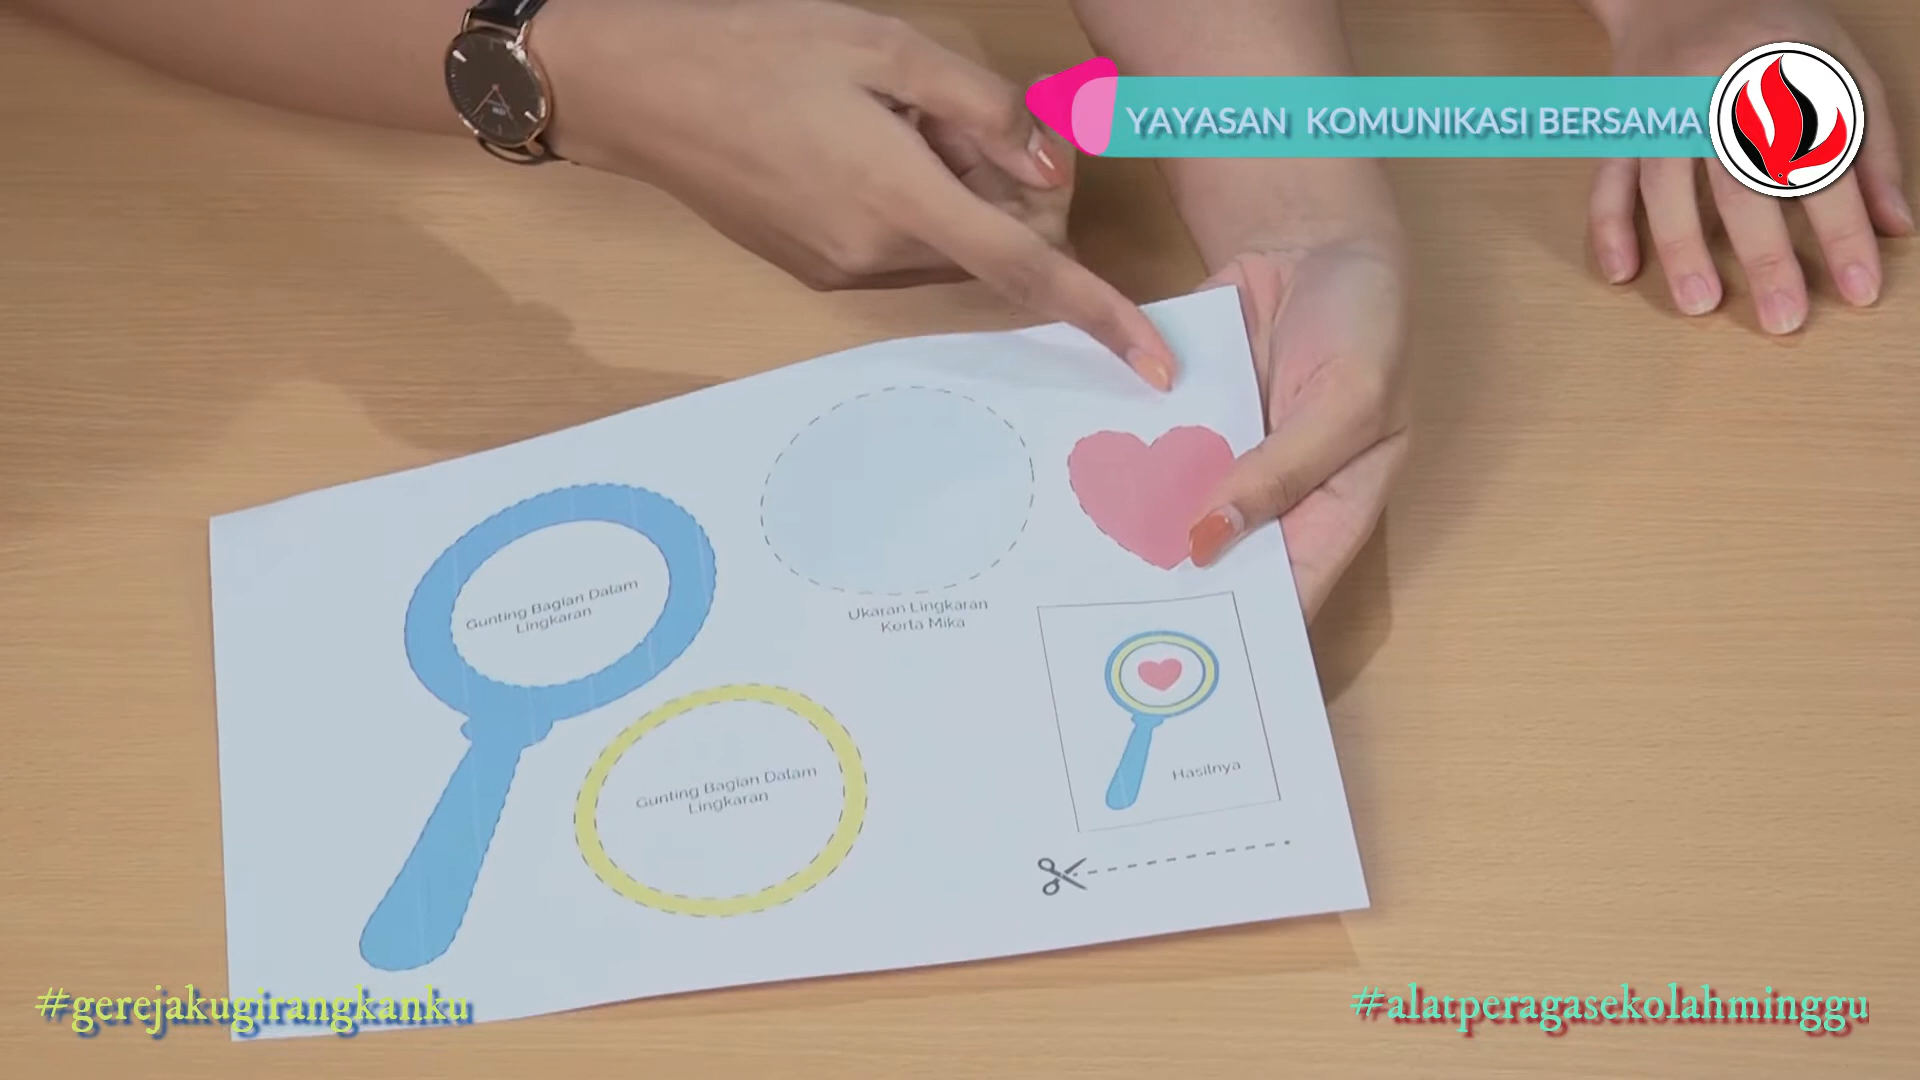 YAYASAN KOMUNIKASI BERSAMA
Gunting Bagian Dalam
Lingkaran
Ukaran Lingkaran
Kerta Mika
Gunting Bagian Dalam
Lingkaran
Hasilnya
#gerejakugirangkanku
#alatperagasekolahminggu